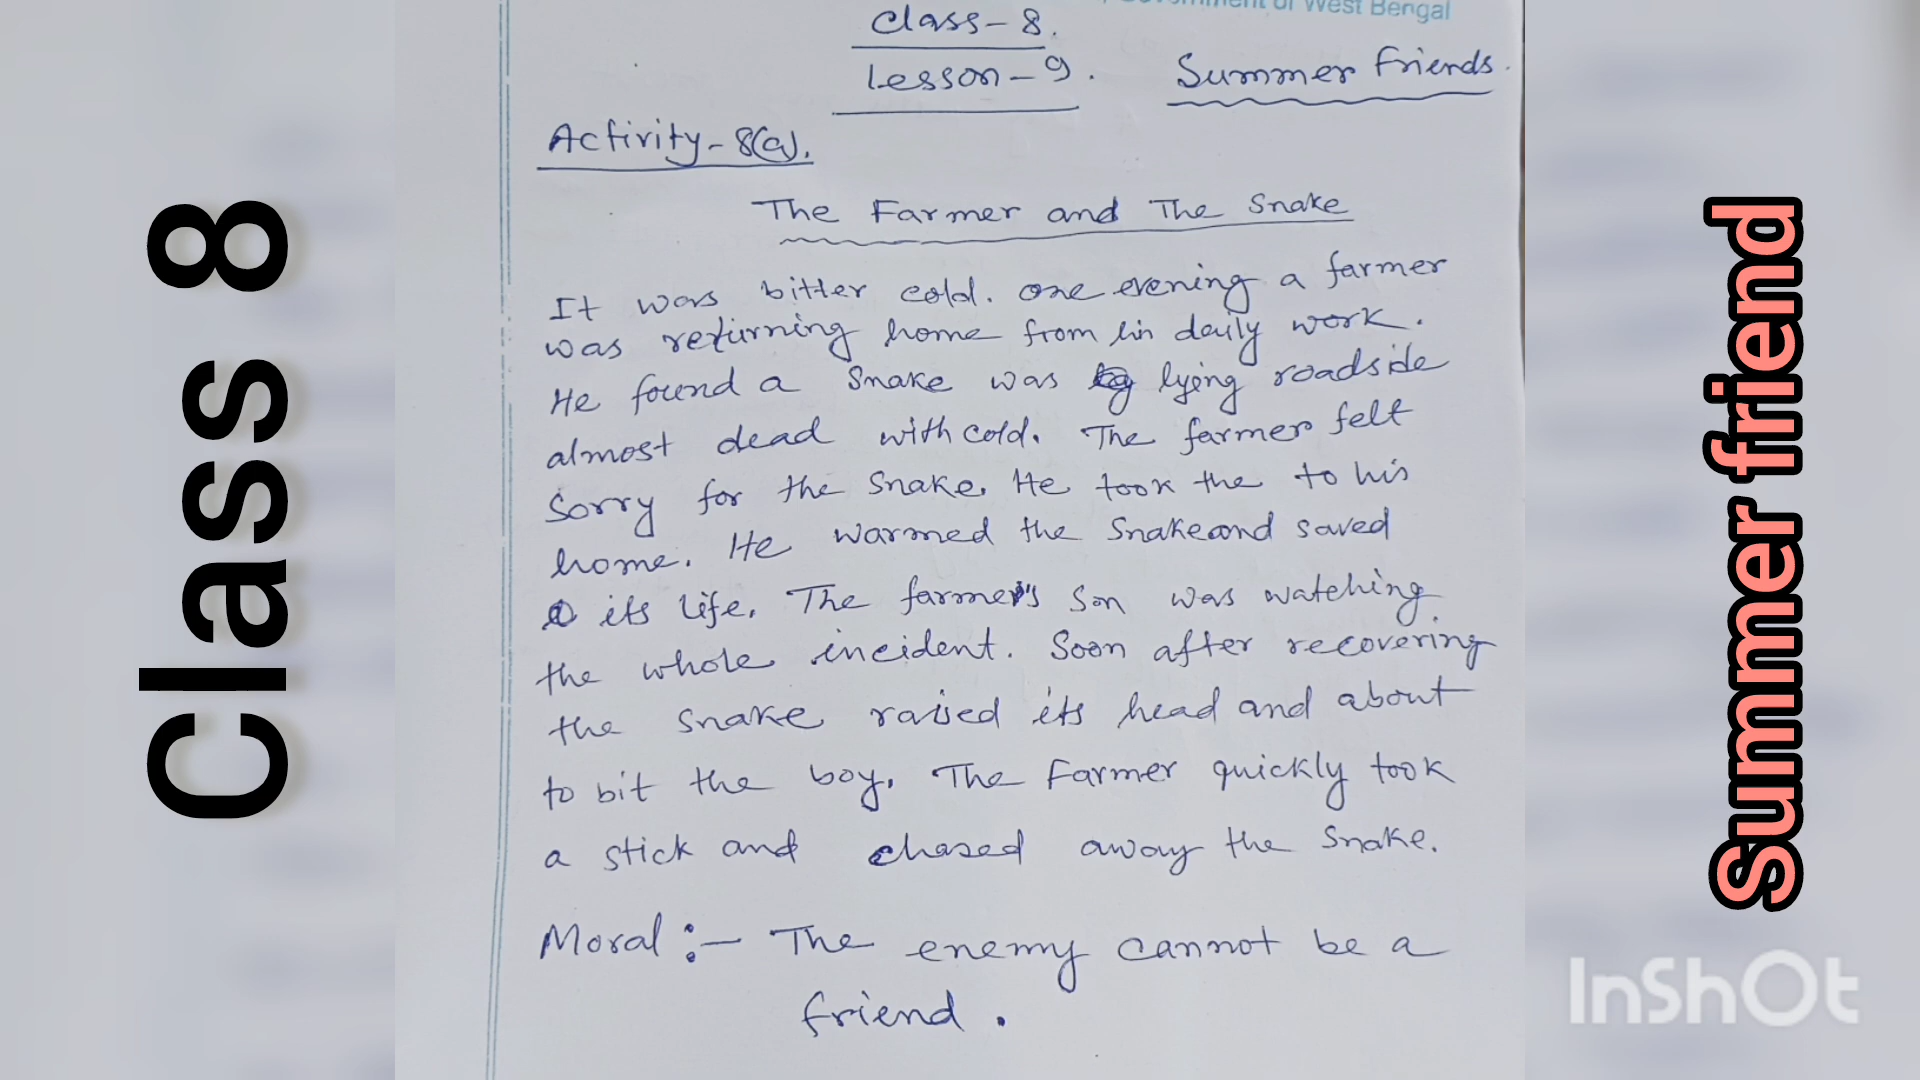 Government of West Bengal
Class - 8.
Lesson - 9.
Summer Friends.
Activity - 8(a).
The Farmer and The Snake
It was bitter cold. one evening a farmer
was returning home from his daily work.
He found a Snake was lying roadside
almost dead with cold. The farmer felt
Sorry for the Snake. He took the to his
home. He warmed the Snake and saved
its life. The farmer's Son was watching
the whole incident. Soon after recovering
the Snake raised its head and about
to bit the boy. The Farmer quickly took
a stick and chased away the Snake.
Moral :- The enemy cannot be a
friend.
Class 8
Summer friend
InShOt